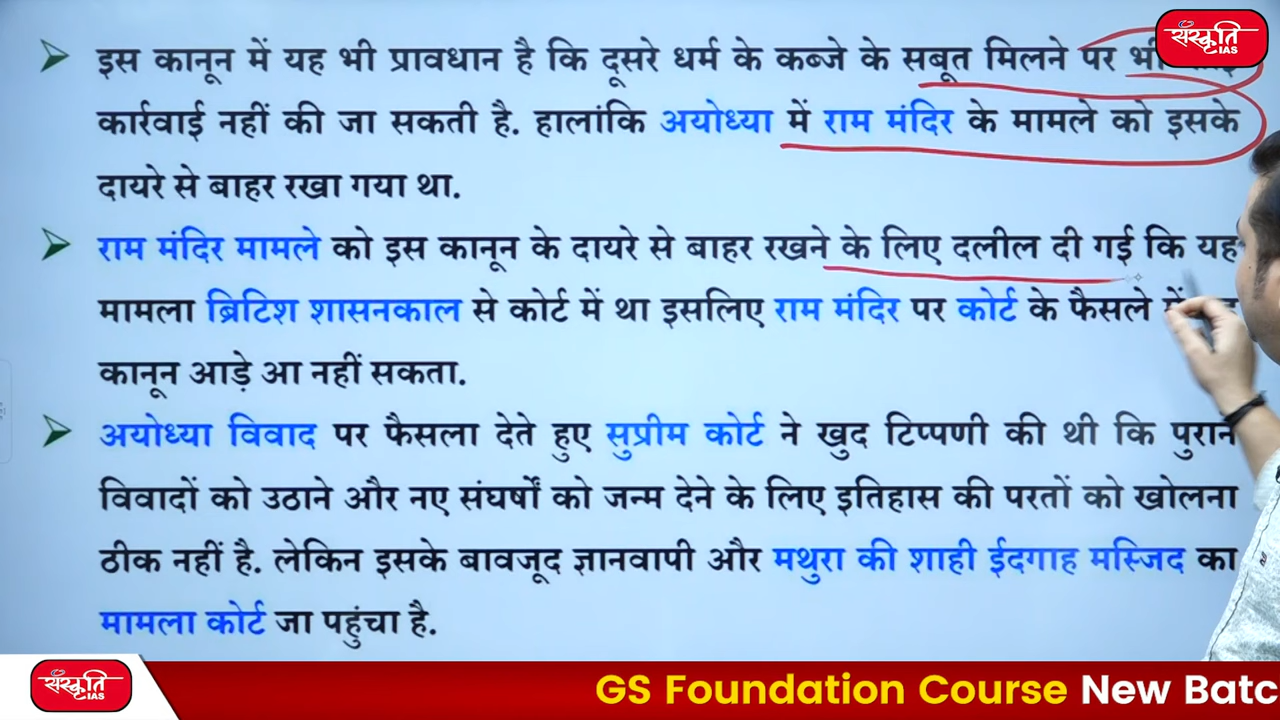 संस्कृति
IAS
इस कानून में यह भी प्रावधान है कि दूसरे धर्म के कब्जे के सबूत मिलने पर भी
कार्रवाई नहीं की जा सकती है. हालांकि अयोध्या में राम मंदिर के मामले को इसके
दायरे से बाहर रखा गया था.
राम मंदिर मामले को इस कानून के दायरे से बाहर रखने के लिए दलील दी गई कि यह
मामला ब्रिटिश शासनकाल से कोर्ट में था इसलिए राम मंदिर पर कोर्ट के फैसले में
कानून आड़े आ नहीं सकता.
अयोध्या विवाद पर फैसला देते हुए सुप्रीम कोर्ट ने खुद टिप्पणी की थी कि
विवादों को उठाने और नए संघर्षों को जन्म देने के लिए इतिहास की परतों को खोलना
ठीक नहीं है. लेकिन इसके बावजूद ज्ञानवापी और मथुरा की शाही ईदगाह मस्जिद का
मामला कोर्ट जा पहुंचा है.
संस्कृति
IAS
GS Foundation Course New Batc